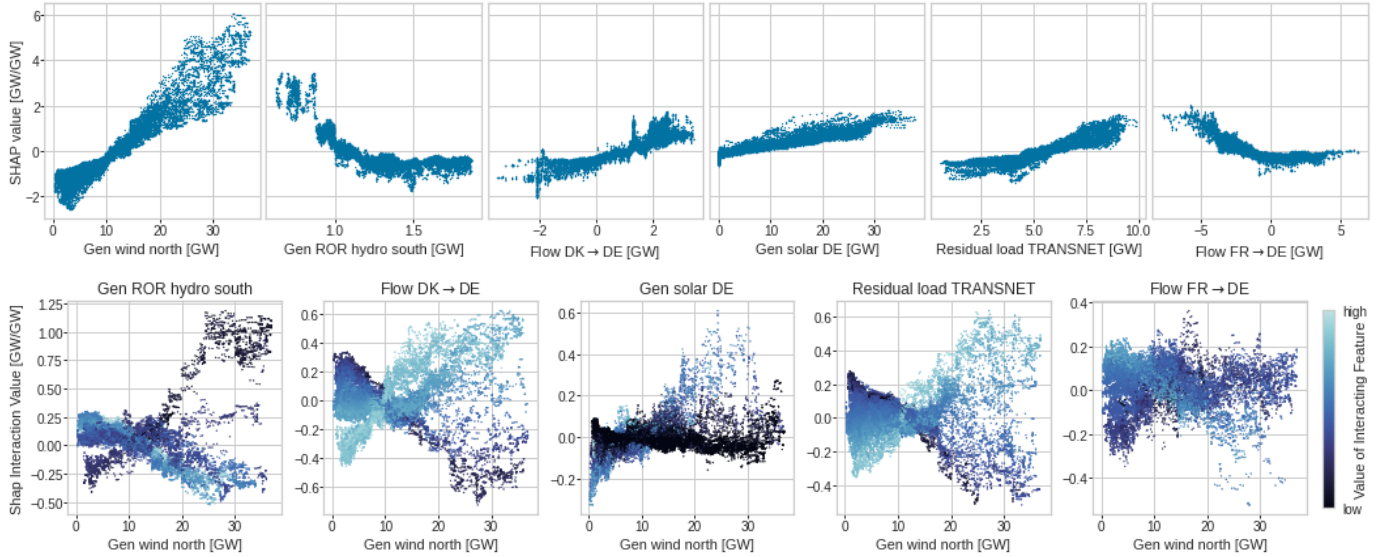 SHAP value [GW/GW]
6
4
2
0
−2
0 10 20 30
1.0 1.5
−2 0 2
0 10 20 30
2.5 5.0 7.5 10.0
−5 0 5
Gen wind north [GW]
Gen ROR hydro south [GW]
Flow DK → DE [GW]
Gen solar DE [GW]
Residual load TRANSNET [GW]
Flow FR → DE [GW]
Gen ROR hydro south
Flow DK → DE
Gen solar DE
Residual load TRANSNET
Flow FR → DE
Shap Interaction Value [GW/GW]
1.25
1.00
0.75
0.50
0.25
0.00
−0.25
−0.50
0 10 20 30
Gen wind north [GW]
0.6
0.4
0.2
0.0
−0.2
−0.4
−0.6
0 10 20 30
Gen wind north [GW]
0.6
0.4
0.2
0.0
−0.2
0 10 20 30
Gen wind north [GW]
0.6
0.4
0.2
0.0
−0.2
−0.4
0 10 20 30
Gen wind north [GW]
0.4
0.2
0.0
−0.2
−0.4
0 10 20 30
Gen wind north [GW]
high
low
Value of Interacting Feature